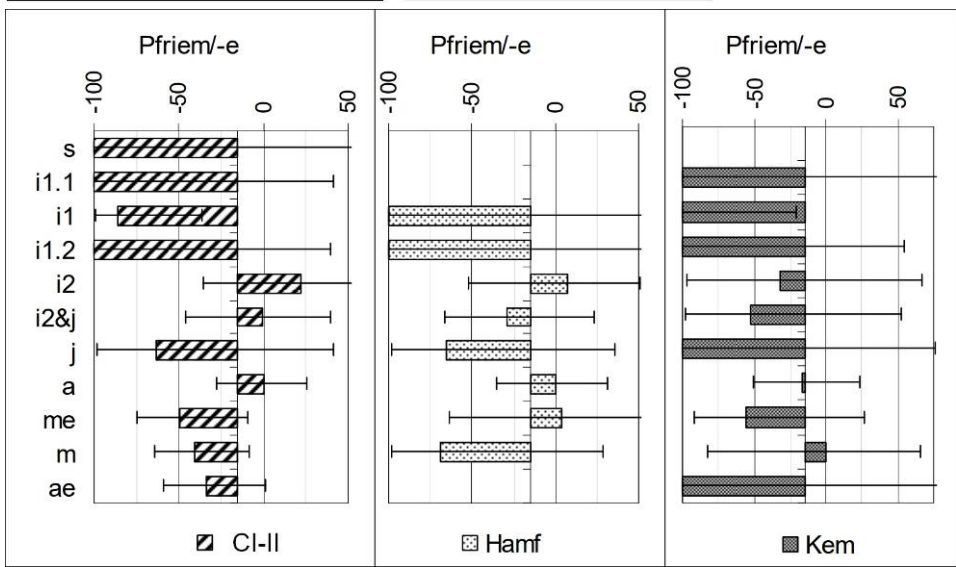 Pfriem/-e Pfriem/-e Pfriem/-e
-100 -50 0 50 -100 -50 0 50 -100 -50 0 50
s
i1.1
i1
i1.2
i2
i2&j
j
a
me
m
ae
CI-II Hamf Kem